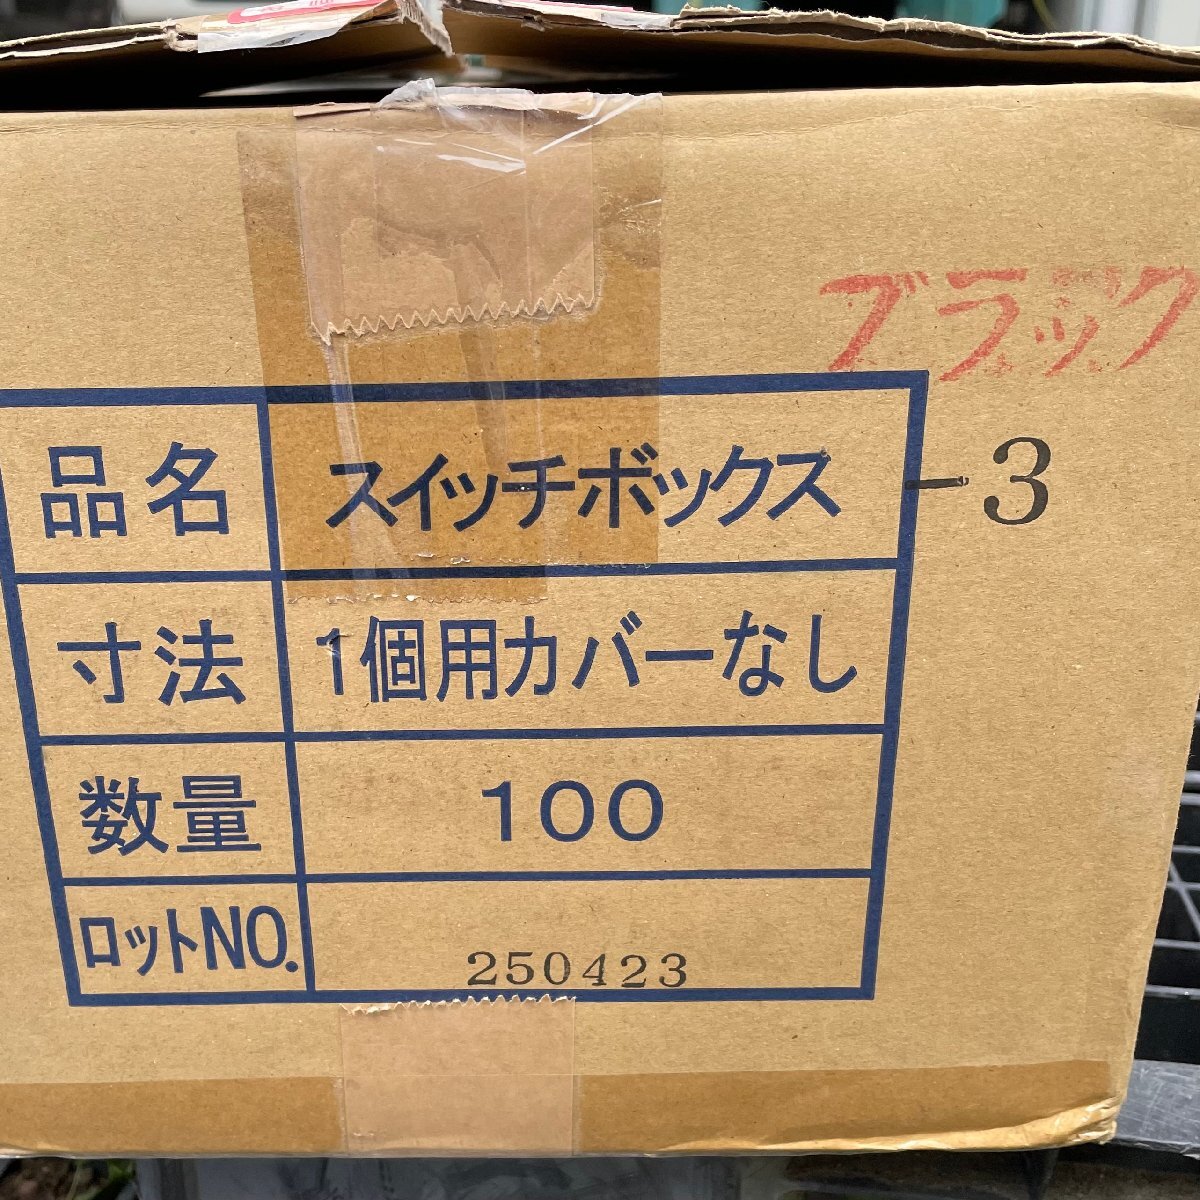 ブラック
品名 スイッチボックス -3
寸法 1個用カバーなし
数量 100
ロットNO. 250423